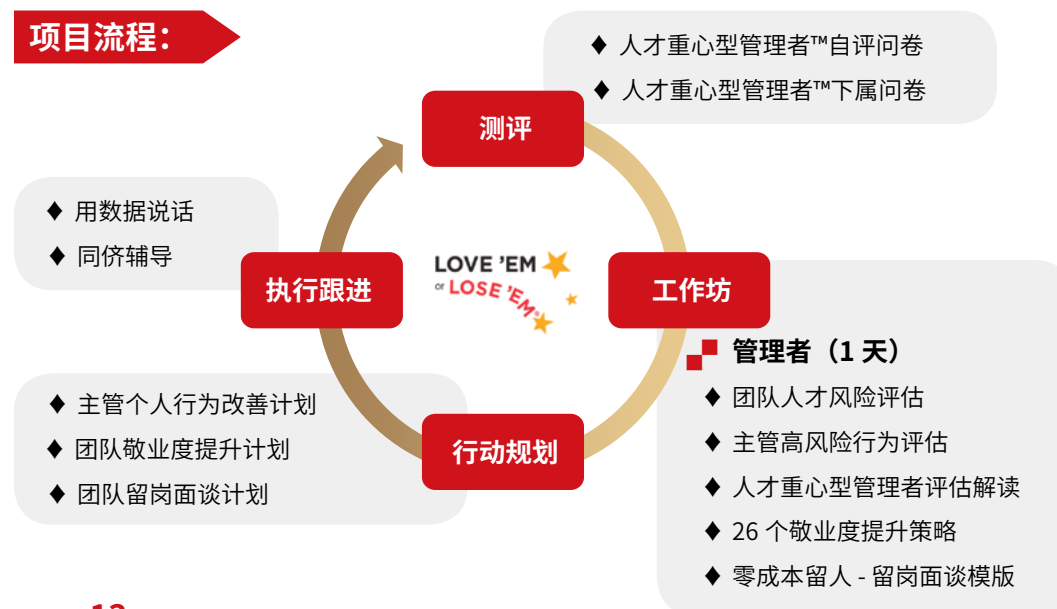 项目流程：
♦ 人才重心型管理者™自评问卷
♦ 人才重心型管理者™下属问卷
测评
♦ 用数据说话
♦ 同侪辅导
执行跟进
LOVE 'EM
or LOSE 'EM®
工作坊
管理者（1 天）
♦ 团队人才风险评估
♦ 主管高风险行为评估
♦ 人才重心型管理者评估解读
♦ 26 个敬业度提升策略
♦ 零成本留人 - 留岗面谈模版
行动规划
♦ 主管个人行为改善计划
♦ 团队敬业度提升计划
♦ 团队留岗面谈计划